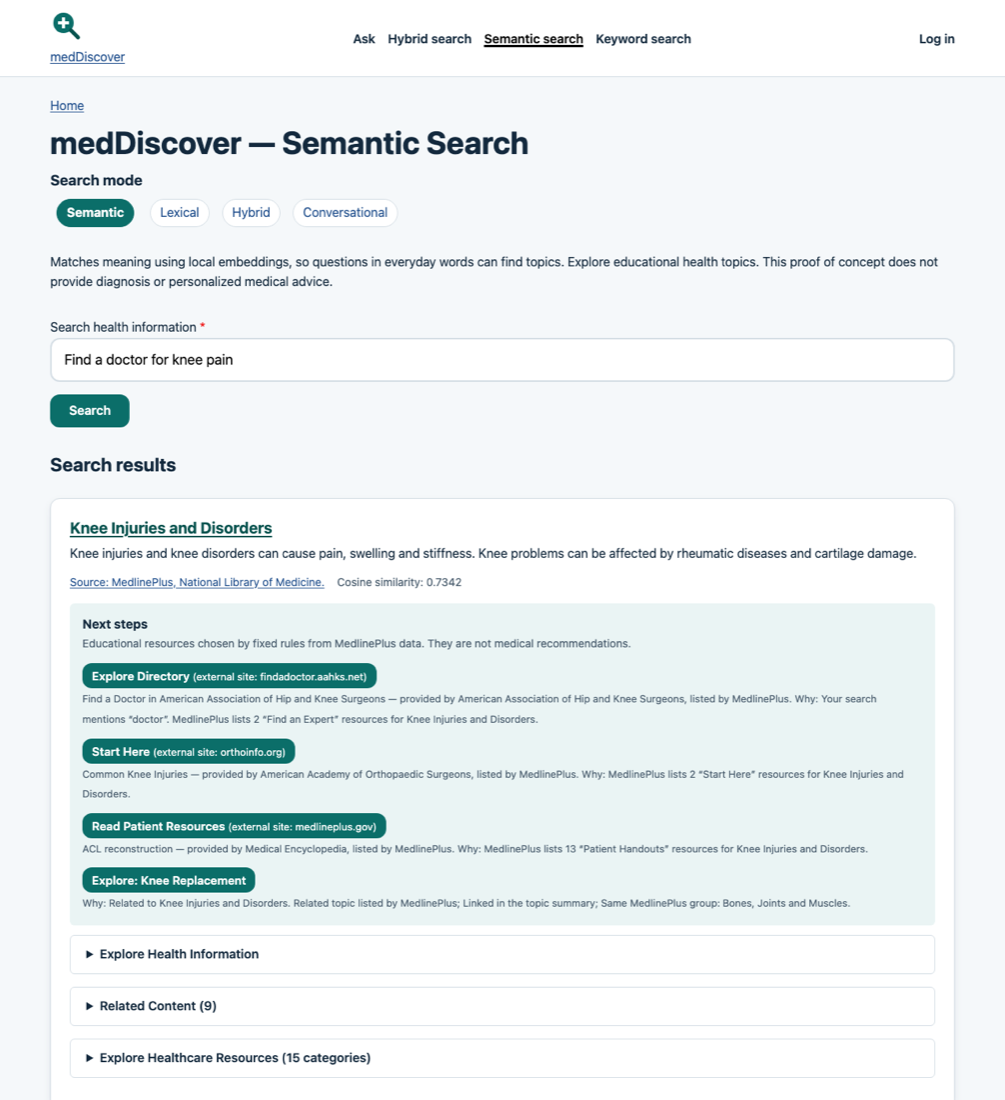 medDiscover
Ask Hybrid search Semantic search Keyword search
Log in
Home
medDiscover — Semantic Search
Search mode
Semantic Lexical Hybrid Conversational
Matches meaning using local embeddings, so questions in everyday words can find topics. Explore educational health topics. This proof of concept does not
provide diagnosis or personalized medical advice.
Search health information *
Find a doctor for knee pain
Search
Search results
Knee Injuries and Disorders
Knee injuries and knee disorders can cause pain, swelling and stiffness. Knee problems can be affected by rheumatic diseases and cartilage damage.
Source: MedlinePlus, National Library of Medicine. Cosine similarity: 0.7342
Next steps
Educational resources chosen by fixed rules from MedlinePlus data. They are not medical recommendations.
Explore Directory (external site: findadoctor.aahks.net)
Find a Doctor in American Association of Hip and Knee Surgeons — provided by American Association of Hip and Knee Surgeons, listed by MedlinePlus. Why: Your search
mentions “doctor”. MedlinePlus lists 2 “Find an Expert” resources for Knee Injuries and Disorders.
Start Here (external site: orthoinfo.org)
Common Knee Injuries — provided by American Academy of Orthopaedic Surgeons, listed by MedlinePlus. Why: MedlinePlus lists 2 “Start Here” resources for Knee Injuries and
Disorders.
Read Patient Resources (external site: medlineplus.gov)
ACL reconstruction — provided by Medical Encyclopedia, listed by MedlinePlus. Why: MedlinePlus lists 13 “Patient Handouts” resources for Knee Injuries and Disorders.
Explore: Knee Replacement
Why: Related to Knee Injuries and Disorders. Related topic listed by MedlinePlus; Linked in the topic summary; Same MedlinePlus group: Bones, Joints and Muscles.
Explore Health Information
Related Content (9)
Explore Healthcare Resources (15 categories)